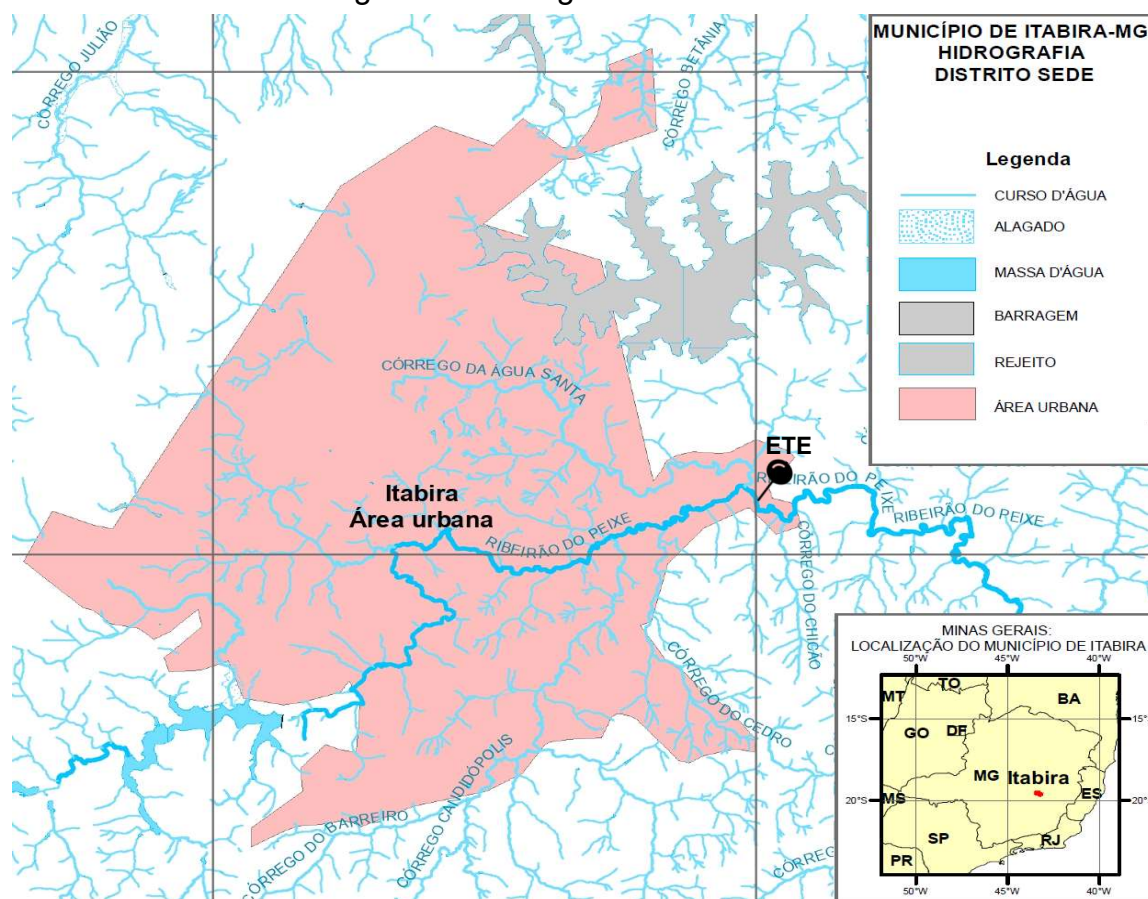 MUNICÍPIO DE ITABIRA-MG
HIDROGRAFIA
DISTRITO SEDE
Legenda
CURSO D'ÁGUA
ALAGADO
MASSA D'ÁGUA
BARRAGEM
REJEITO
ÁREA URBANA
CÓRREGO JULIÃO
CÓRREGO BETÂNIA
CÓRREGO DA ÁGUA SANTA
ETE
RIBEIRÃO DO PEIXE
RIBEIRÃO DO PEIXE
Itabira
Área urbana
RIBEIRÃO DO PEIXE
CÓRREGO DO CHICÃO
CÓRREGO DO CEDRO
CÓRREGO CANDIDÓPOLIS
CÓRREGO DO BARREIRO
MINAS GERAIS:
LOCALIZAÇÃO DO MUNICÍPIO DE ITABIRA
50°W 45°W 40°W
MT TO BA
15°S 15°S
GO DF
MG Itabira
MS ES
20°S 20°S
SP RJ
PR
50°W 45°W 40°W